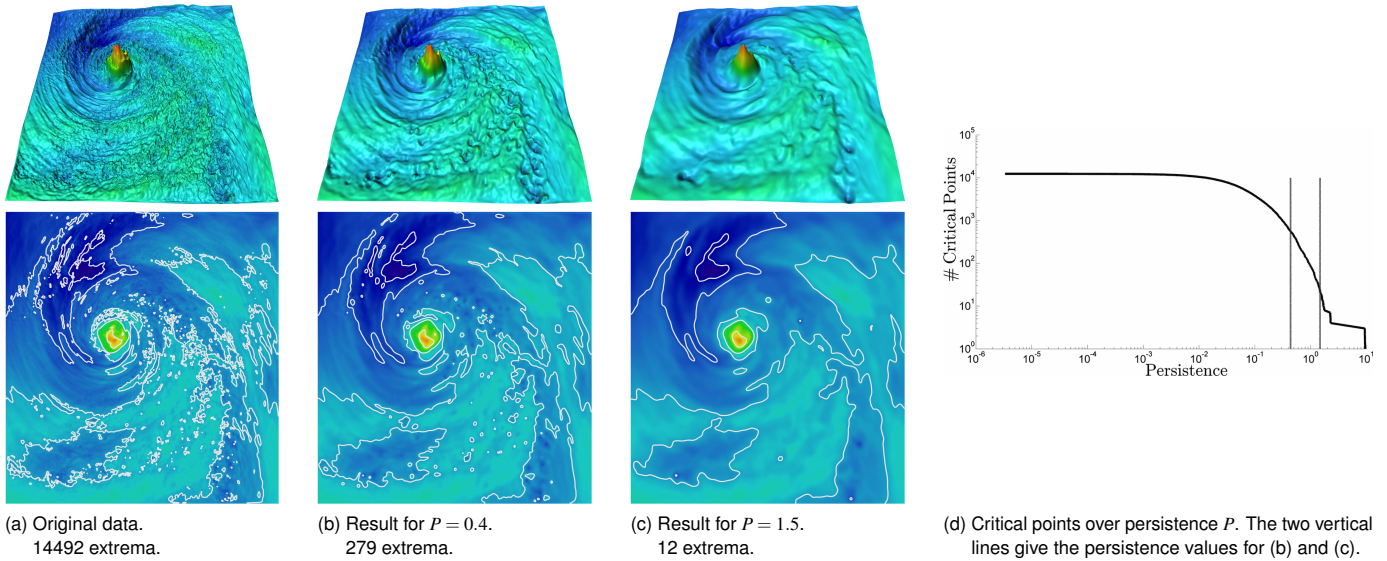 10^5
10^4
10^3
10^2
10^1
10^0
# Critical Points
10^-6
10^-5
10^-4
10^-3
10^-2
10^-1
10^0
10^1
Persistence
(a) Original data.
14492 extrema.
(b) Result for P = 0.4.
279 extrema.
(c) Result for P = 1.5.
12 extrema.
(d) Critical points over persistence P. The two vertical
lines give the persistence values for (b) and (c).